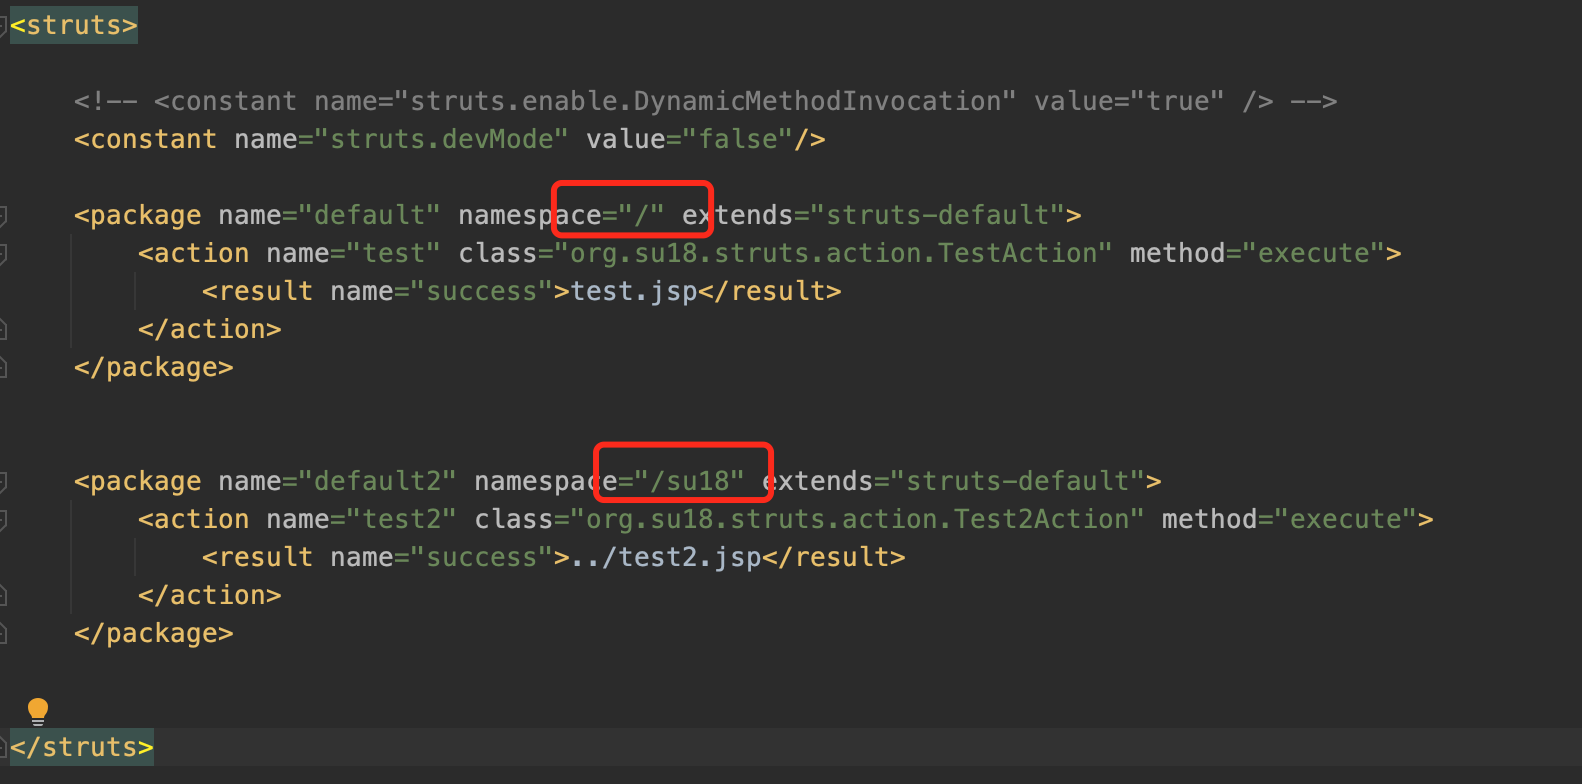 <struts>
<!-- <constant name="struts.enable.DynamicMethodInvocation" value="true" /> -->
<constant name="struts.devMode" value="false"/>
<package name="default" namespace="/" extends="struts-default">
<action name="test" class="org.su18.struts.action.TestAction" method="execute">
<result name="success">test.jsp</result>
</action>
</package>
<package name="default2" namespace="/su18" extends="struts-default">
<action name="test2" class="org.su18.struts.action.Test2Action" method="execute">
<result name="success">../test2.jsp</result>
</action>
</package>
</struts>